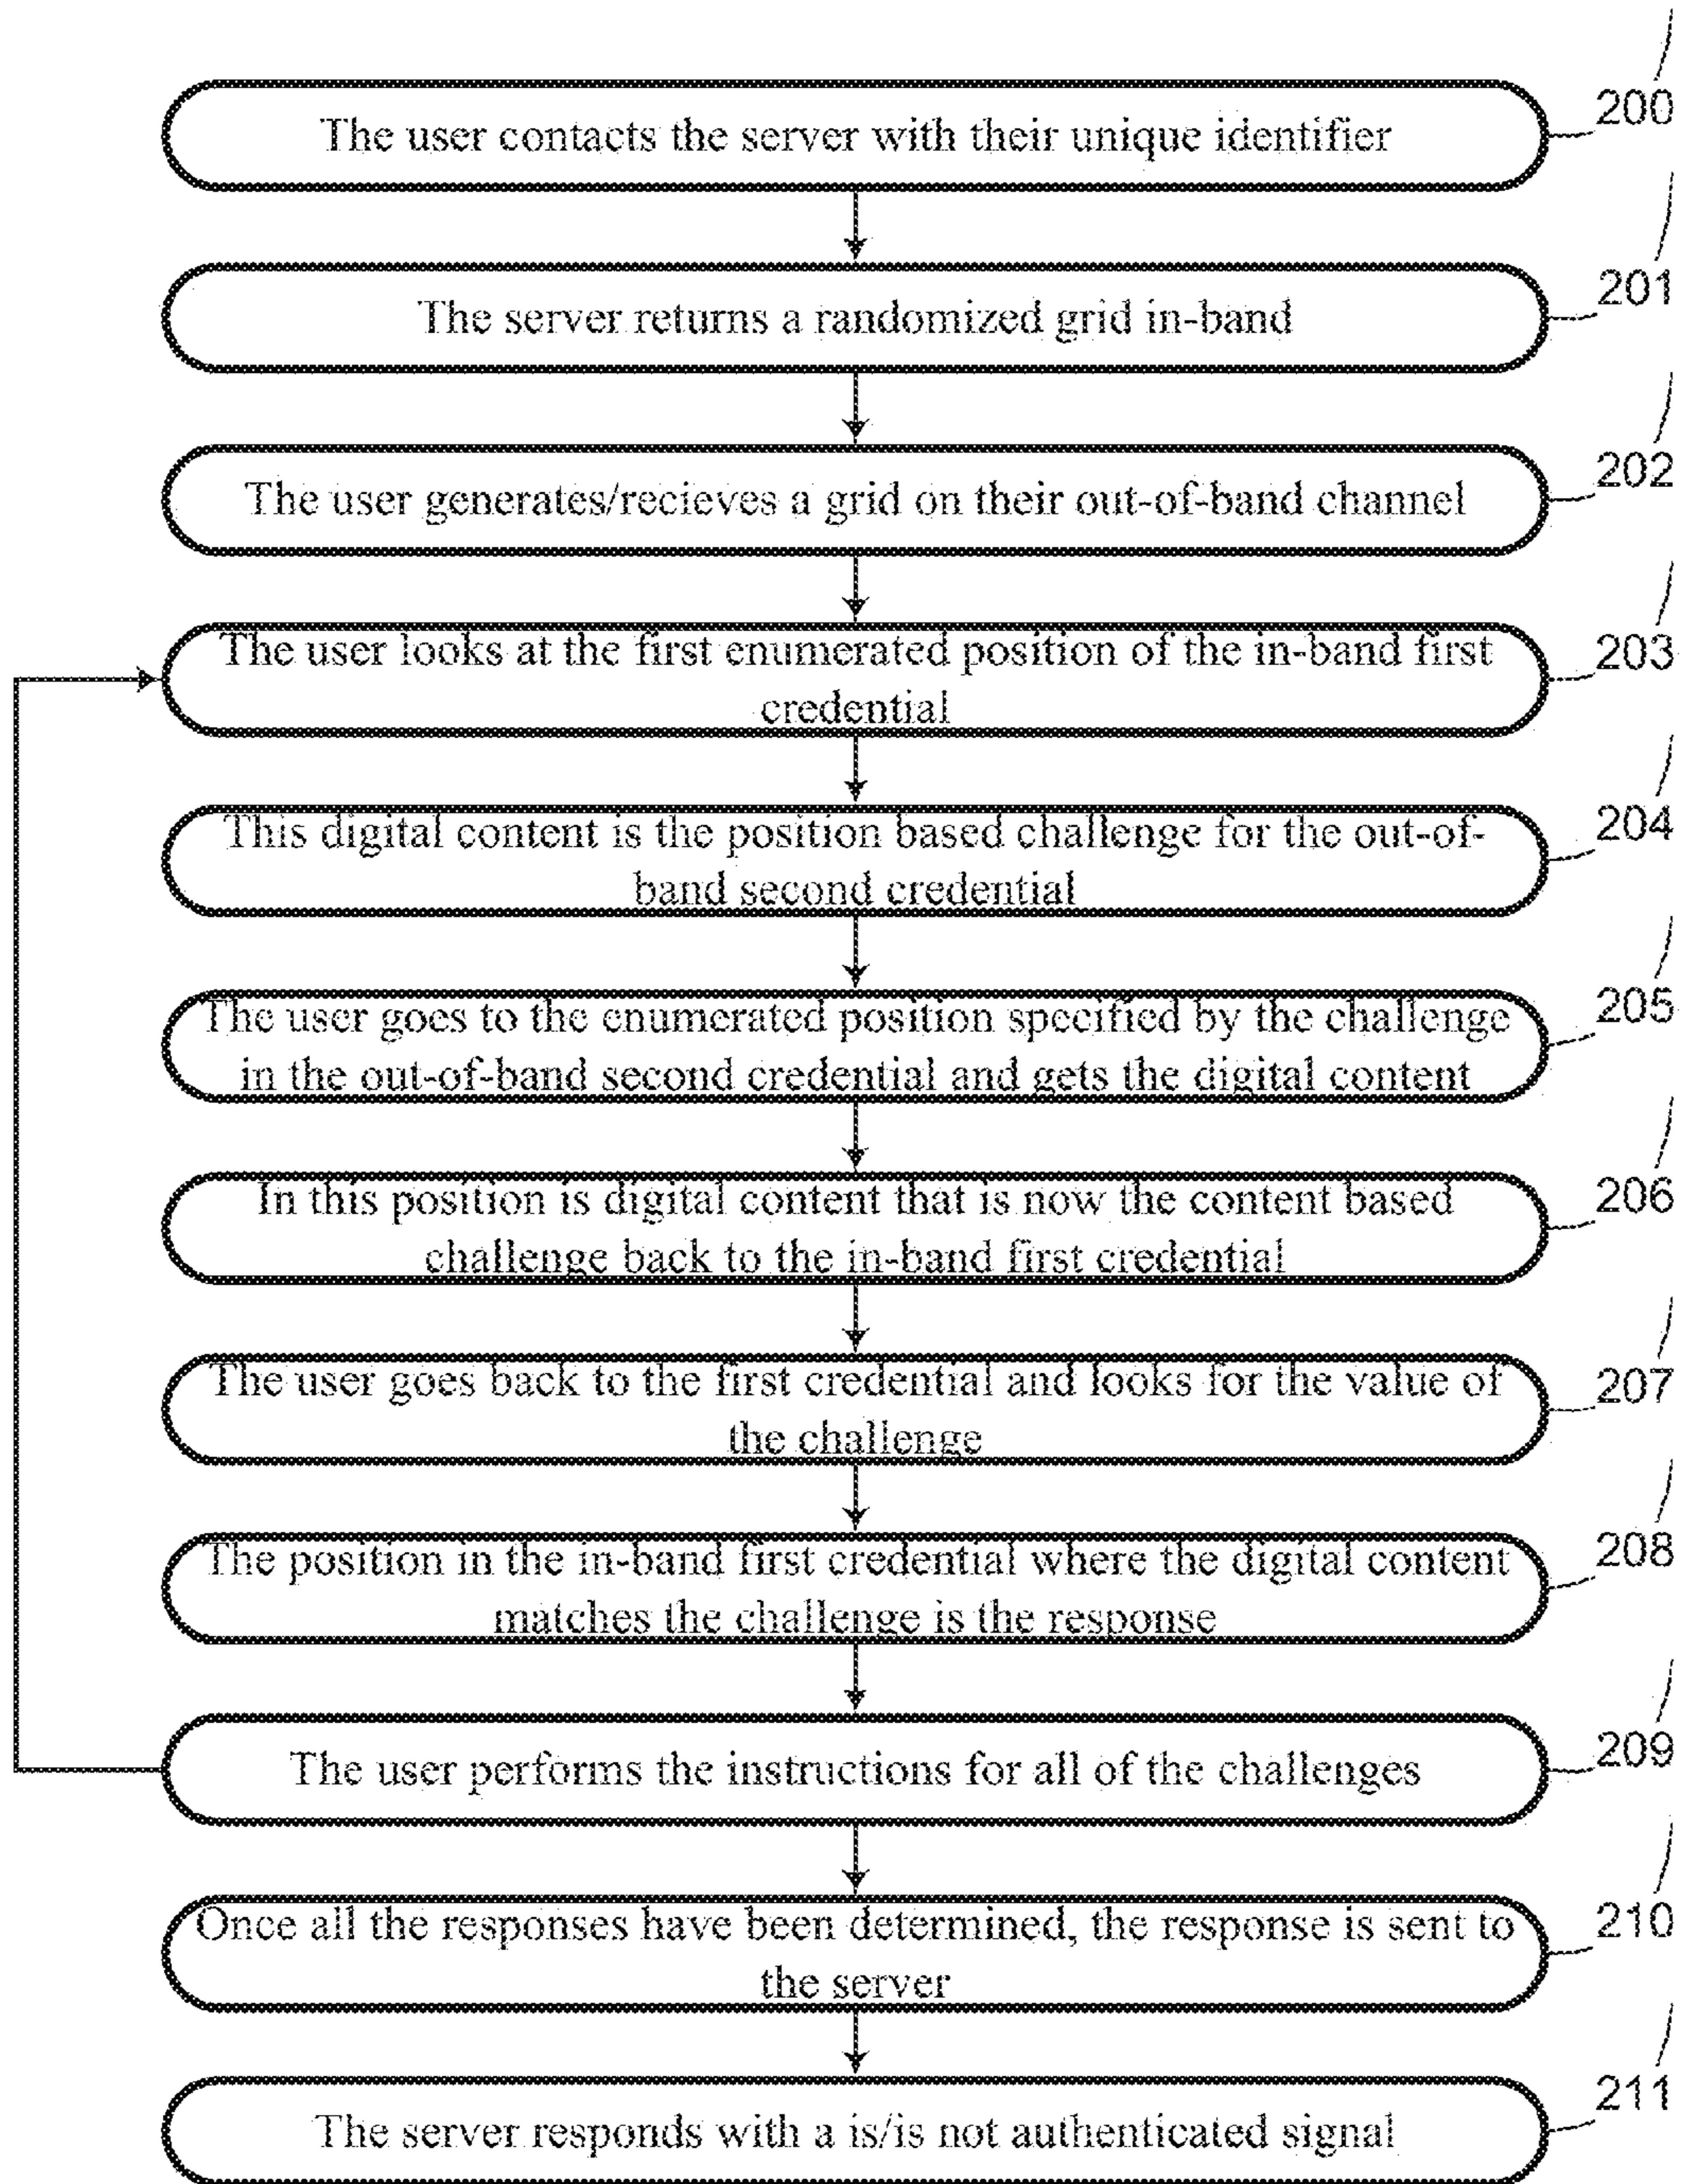 200
The user contacts the server with their unique identifier
201
The server returns a randomized grid in-band
202
The user generates/recieves a grid on their out-of-band channel
203
The user looks at the first enumerated position of the in-band first
credential
204
This digital content is the position based challenge for the out-of-
band second credential
205
The user goes to the enumerated position specified by the challenge
in the out-of-band second credential and gets the digital content
206
In this position is digital content that is now the content based
challenge back to the in-band first credential
207
The user goes back to the first credential and looks for the value of
the challenge
208
The position in the in-band first credential where the digital content
matches the challenge is the response
209
The user performs the instructions for all of the challenges
210
Once all the responses have been determined, the response is sent to
the server
211
The server responds with a is/is not authenticated signal